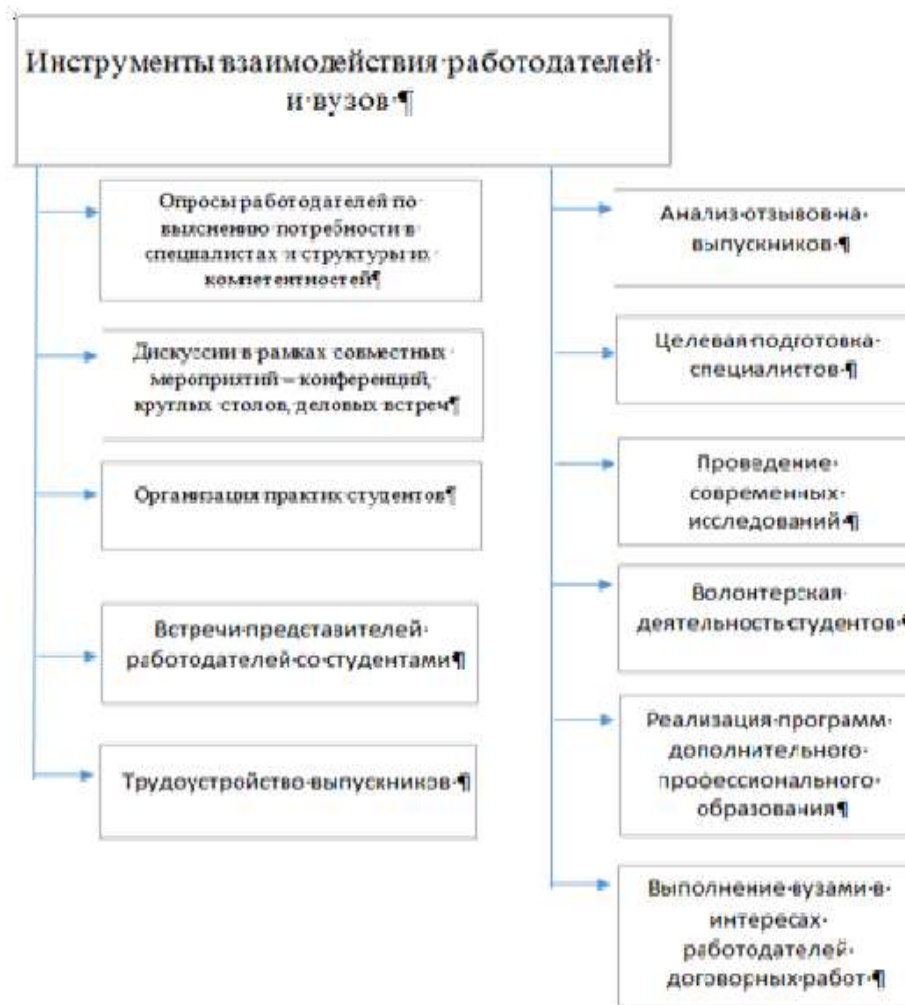 Инструменты·взаимодействия·работодателей·
и·вузов·¶
Опросы работодателей по·
выяснению потребности в
специалистах и структуры их·
компетентностей¶
Дискуссии в рамках совместных·
мероприятий – конференций,
круглых столов, деловых встреч¶
Организация практик студентов¶
Встречи·представителей·
работодателей·со·студентами¶
Трудоустройство·выпускников·¶
Анализ·отзывов·на·
выпускников·¶
Целевая·подготовка·
специалистов·¶
Проведение·
современных·
исследований·¶
Волонтерская·
деятельность·студентов·¶
Реализация·программ·
дополнительного·
профессионального·
образования¶
Выполнение·вузами·в·
интересах·
работодателей·
договорных·работ·¶